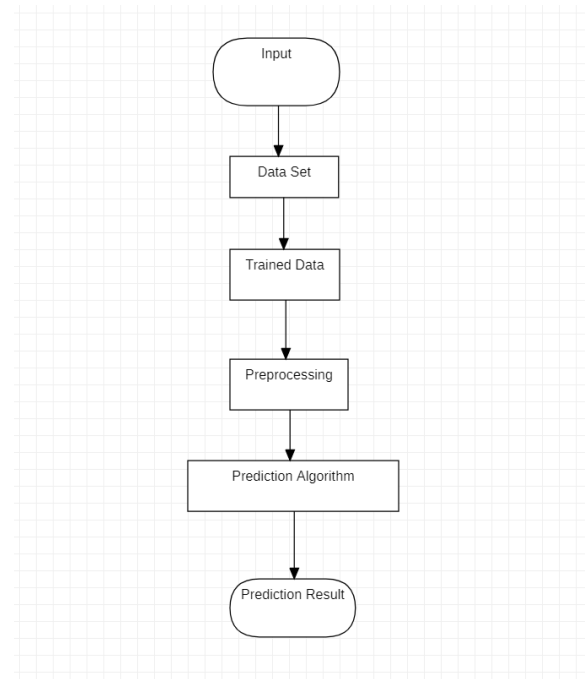 Input
Data Set
Trained Data
Preprocessing
Prediction Algorithm
Prediction Result